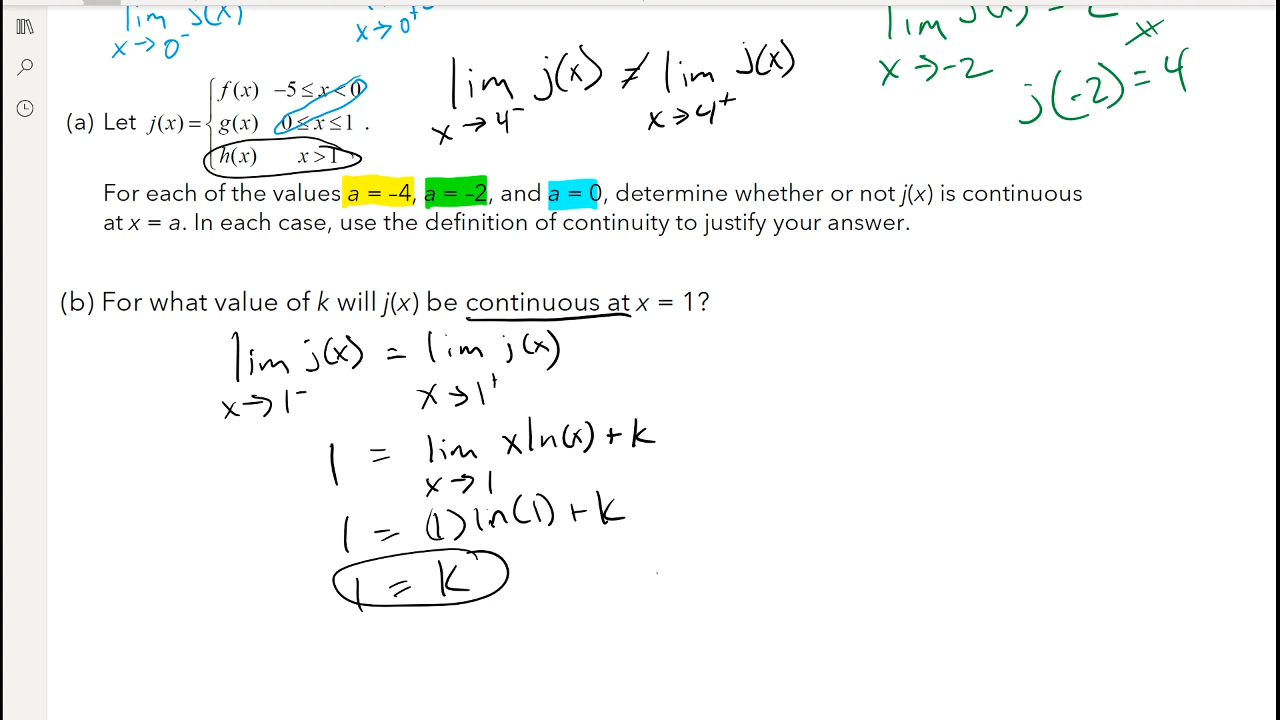 lim j(x)
x→0⁻
x→0⁺
lim j(x) = 2
x→-2
j(-2) = 4
lim j(x) ≠ lim j(x)
x→4⁻ x→4⁺
(a) Let j(x) = { f(x) -5 ≤ x < 0
g(x) 0 ≤ x ≤ 1 .
h(x) x > 1
For each of the values a = –4, a = –2, and a = 0, determine whether or not j(x) is continuous
at x = a. In each case, use the definition of continuity to justify your answer.
(b) For what value of k will j(x) be continuous at x = 1?
lim j(x) = lim j(x)
x→1⁻ x→1⁺
1 = lim x ln(x) + k
x→1
1 = (1) ln(1) + k
1 = k